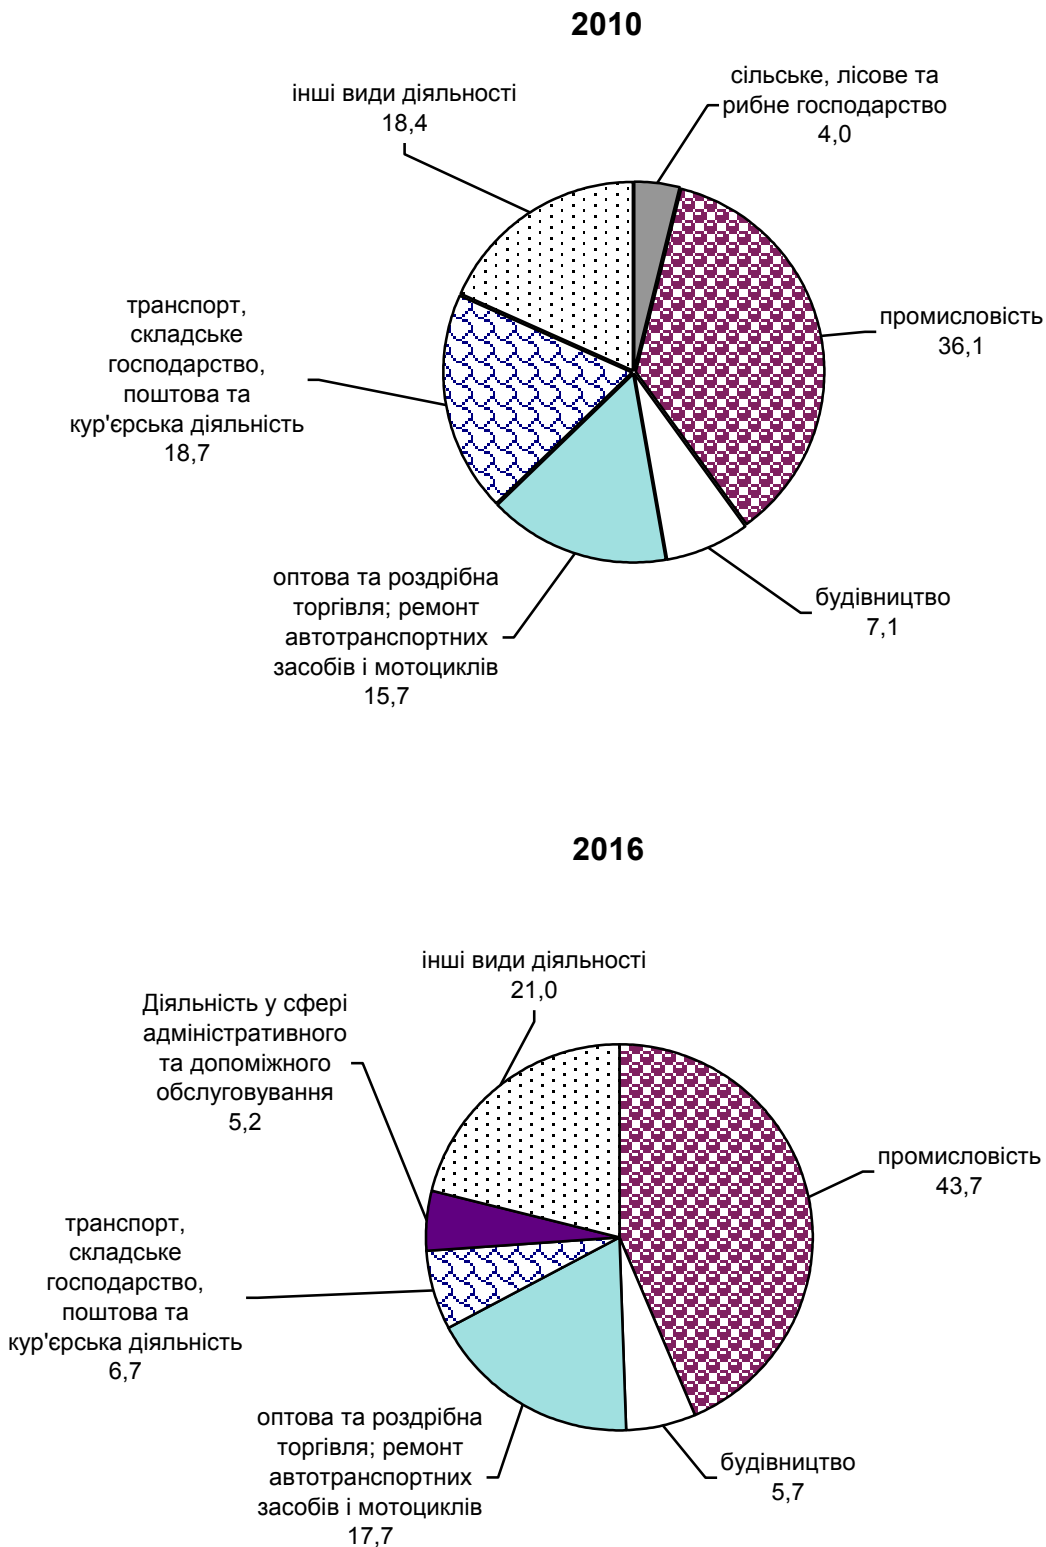 2010
інші види діяльності
18,4
сільське, лісове та
рибне господарство
4,0
транспорт,
складське
господарство,
поштова та
кур'єрська діяльність
18,7
промисловість
36,1
оптова та роздрібна
торгівля; ремонт
автотранспортних
засобів і мотоциклів
15,7
будівництво
7,1
2016
інші види діяльності
21,0
Діяльність у сфері
адміністративного
та допоміжного
обслуговування
5,2
промисловість
43,7
транспорт,
складське
господарство,
поштова та
кур'єрська діяльність
6,7
оптова та роздрібна
торгівля; ремонт
автотранспортних
засобів і мотоциклів
17,7
будівництво
5,7